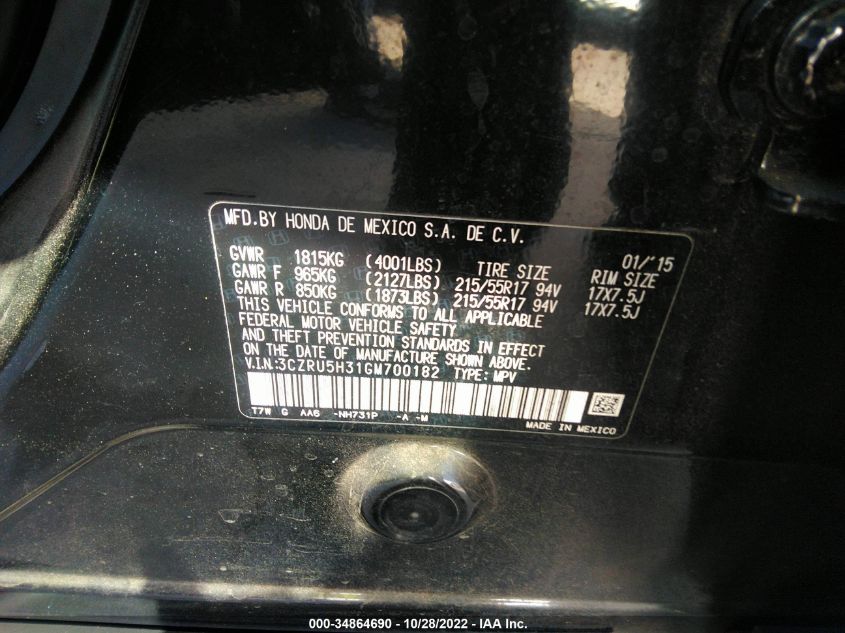 MFD.BY HONDA DE MEXICO S.A. DE C.V.
01/'15
GVWR 1815KG (4001LBS) TIRE SIZE RIM SIZE
GAWR F 965KG (2127LBS) 215/55R17 94V 17X7.5J
GAWR R 850KG (1873LBS) 215/55R17 94V 17X7.5J
THIS VEHICLE CONFORMS TO ALL APPLICABLE
FEDERAL MOTOR VEHICLE SAFETY
AND THEFT PREVENTION STANDARDS IN EFFECT
ON THE DATE OF MANUFACTURE SHOWN ABOVE.
V.I.N:3CZRU5H31GM700182 TYPE: MPV
T7W G AA6 -NH731P -A -M
MADE IN MEXICO
000-34864690 - 10/28/2022 - IAA Inc.